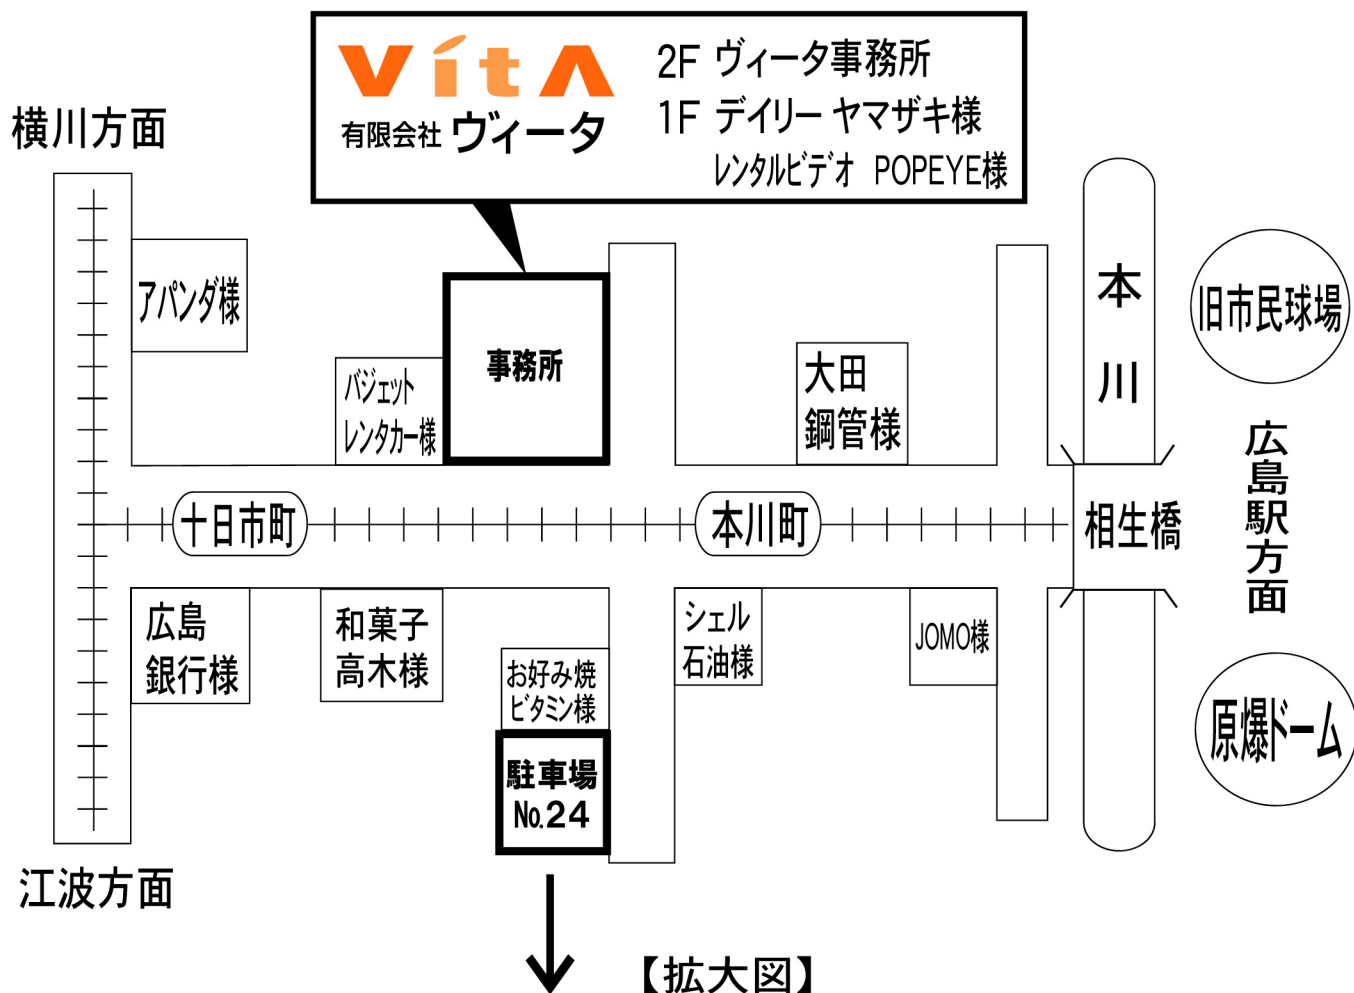 VitA
有限会社 ヴィータ
2F ヴィータ事務所
1F デイリー ヤマザキ様
レンタルビデオ POPEYE様
横川方面
アパンダ様
バジェット
レンタカー様
事務所
大田
鋼管様
本川
旧市民球場
広島駅方面
十日市町
本川町
相生橋
広島
銀行様
和菓子
高木様
お好み焼
ビタミン様
シェル
石油様
JOMO様
原爆ドーム
駐車場
No.24
江波方面
【拡大図】